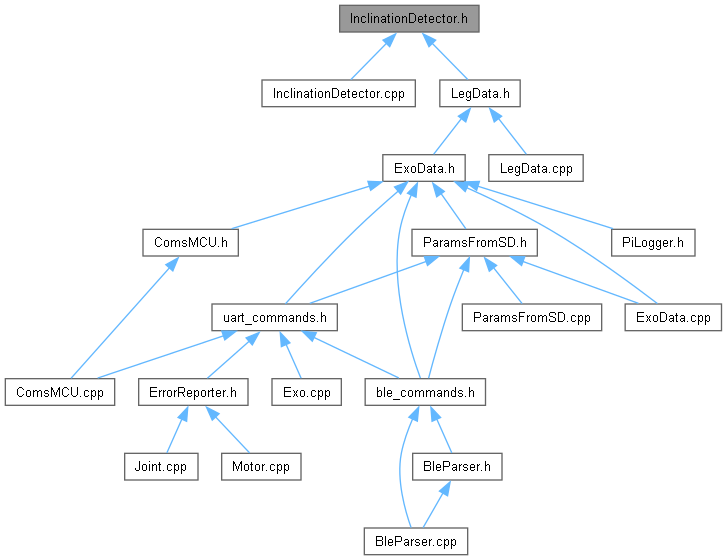 InclinationDetector.h
InclinationDetector.cpp
LegData.h
ExoData.h
LegData.cpp
ComsMCU.h
ParamsFromSD.h
PiLogger.h
uart_commands.h
ParamsFromSD.cpp
ExoData.cpp
ComsMCU.cpp
ErrorReporter.h
Exo.cpp
ble_commands.h
Joint.cpp
Motor.cpp
BleParser.h
BleParser.cpp